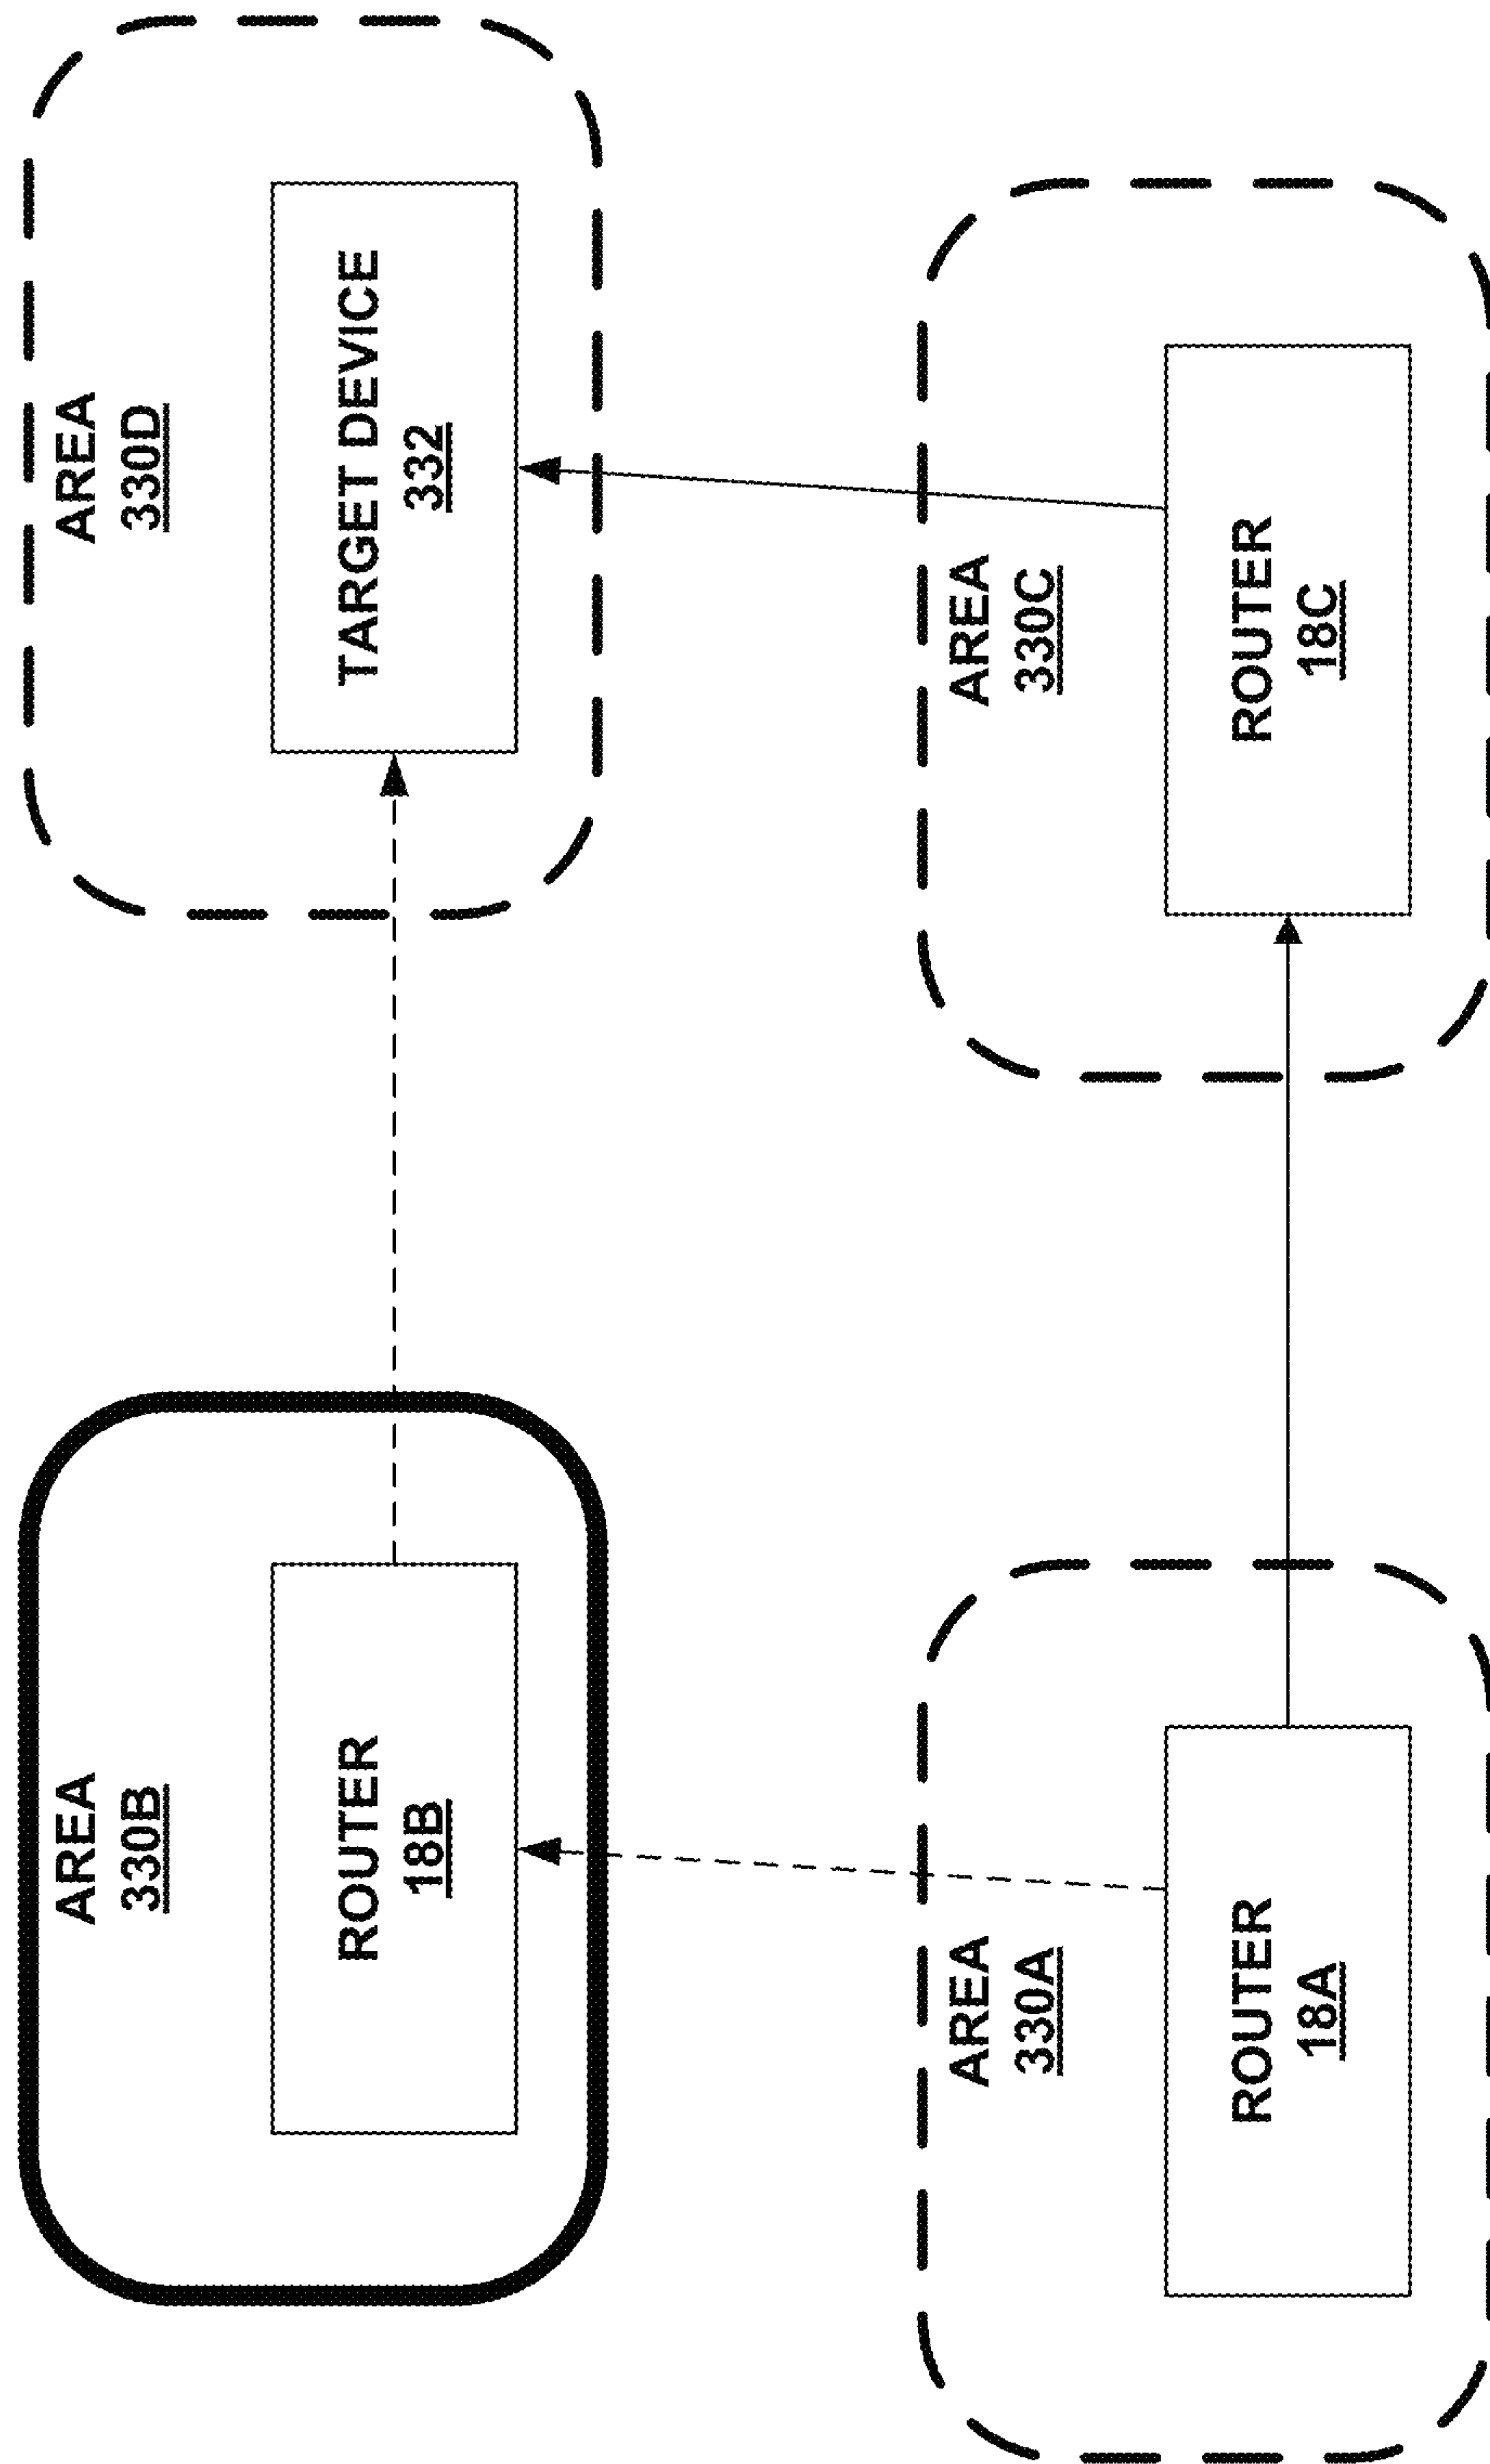 AREA
330B
ROUTER
18B
AREA
330D
TARGET DEVICE
332
AREA
330A
ROUTER
18A
AREA
330C
ROUTER
18C